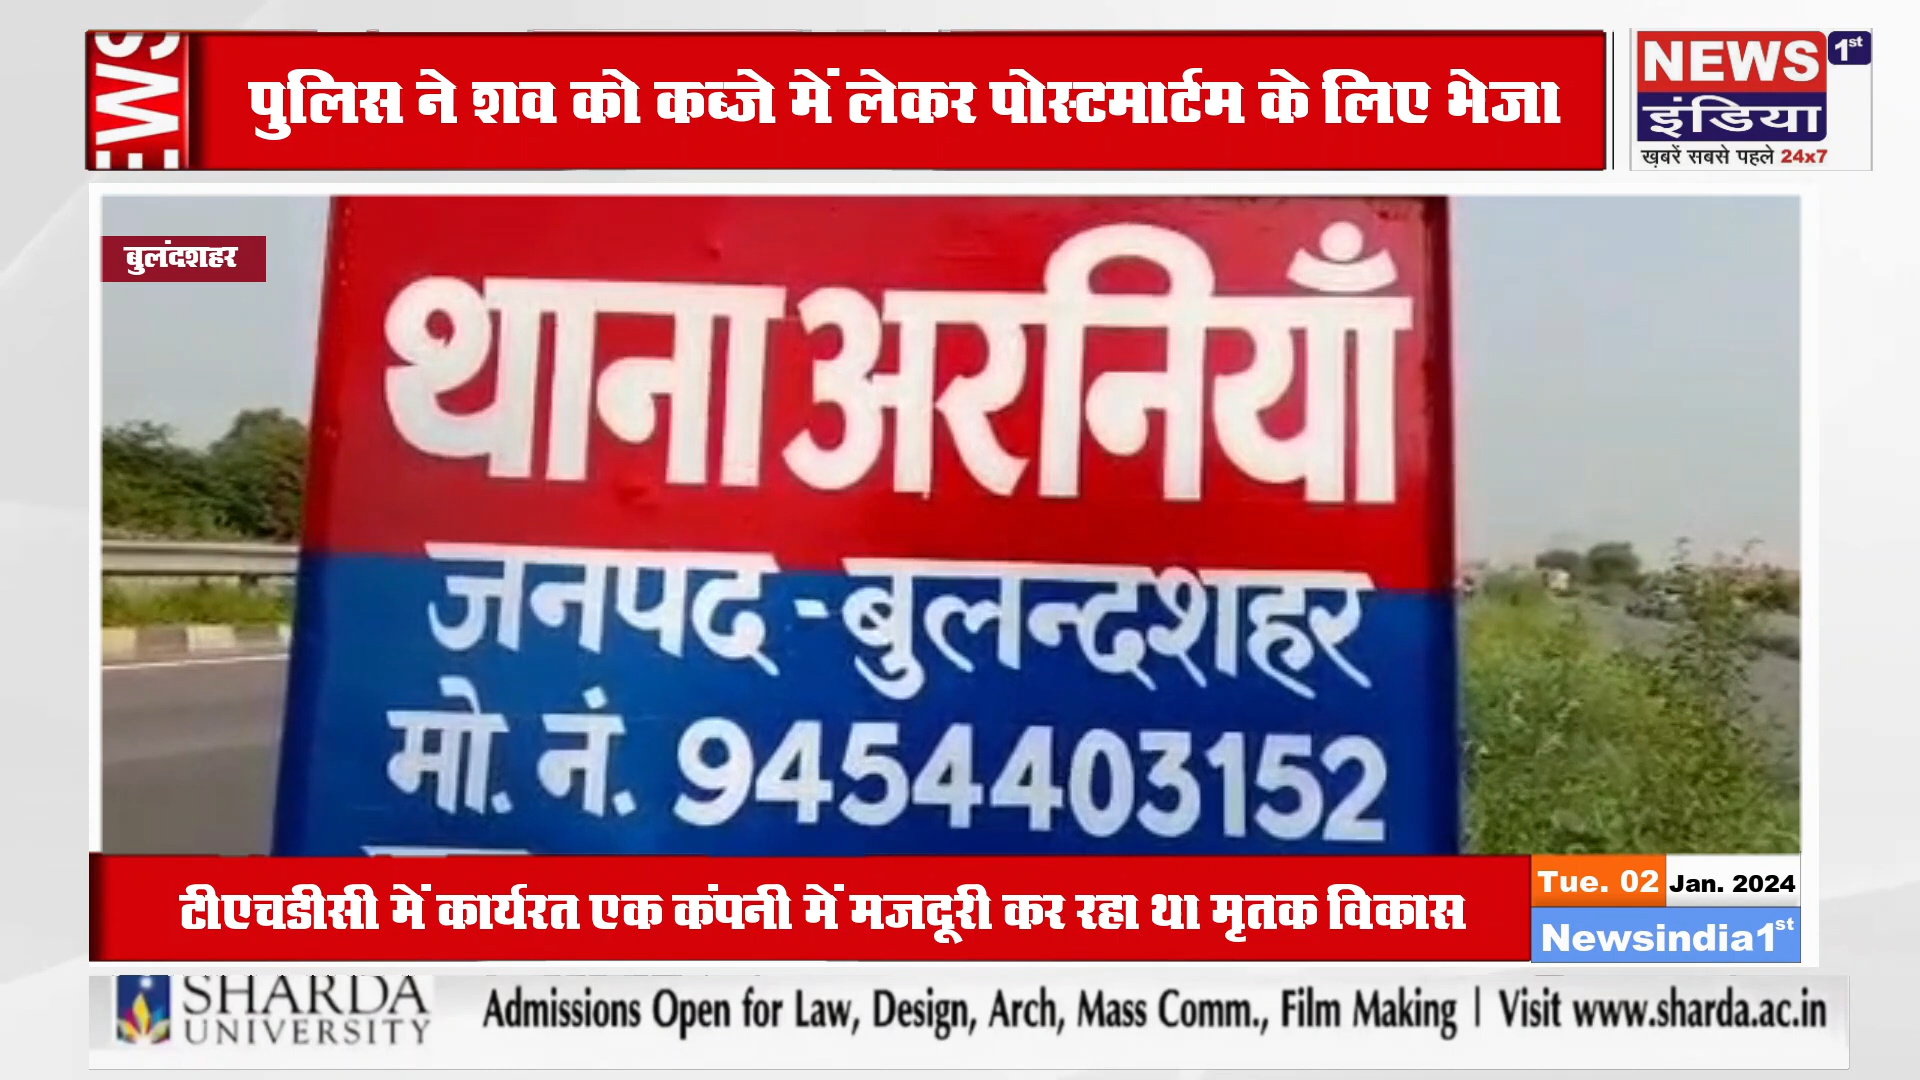 EWS
पुलिस ने शव को कब्जे में लेकर पोस्टमार्टम के लिए भेजा
NEWS 1st
इंडिया
ख़बरें सबसे पहले 24x7
बुलंदशहर
थाना अरनियाँ
जनपद - बुलन्दशहर
मो. नं. 9454403152
टीएचडीसी में कार्यरत एक कंपनी में मजदूरी कर रहा था मृतक विकास
Tue. 02 Jan. 2024
Newsindia1st
SHARDA UNIVERSITY
Admissions Open for Law, Design, Arch, Mass Comm., Film Making | Visit www.sharda.ac.in